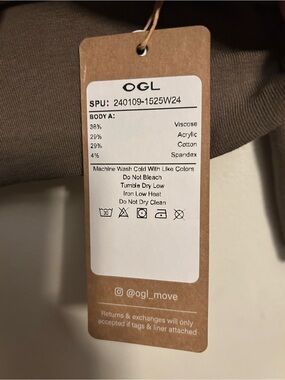 OGL
SPU: 240109-1525W24
BODY A:
38% Viscose
29% Acrylic
29% Cotton
4% Spandex
Machine Wash Cold With Like Colors
Do Not Bleach
Tumble Dry Low
Iron Low Heat
Do Not Dry Clean
@ogl_move
Returns & exchanges will only
accepted if tags & liner attached